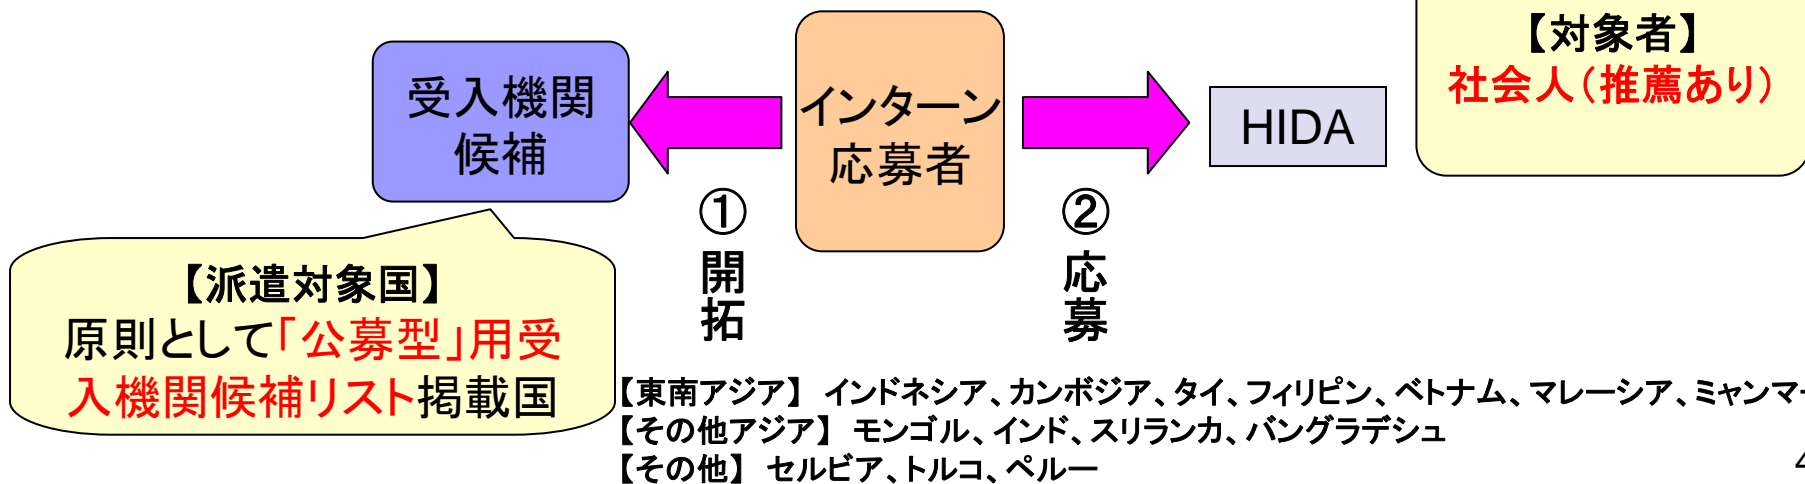 受入機関
候補
インターン
応募者
HIDA
【対象者】
社会人（推薦あり）
①
開
拓
②
応
募
【派遣対象国】
原則として「公募型」用受
入機関候補リスト掲載国
【東南アジア】 インドネシア、カンボジア、タイ、フィリピン、ベトナム、マレーシア、ミャンマー
【その他アジア】 モンゴル、インド、スリランカ、バングラデシュ
【その他】 セルビア、トルコ、ペルー